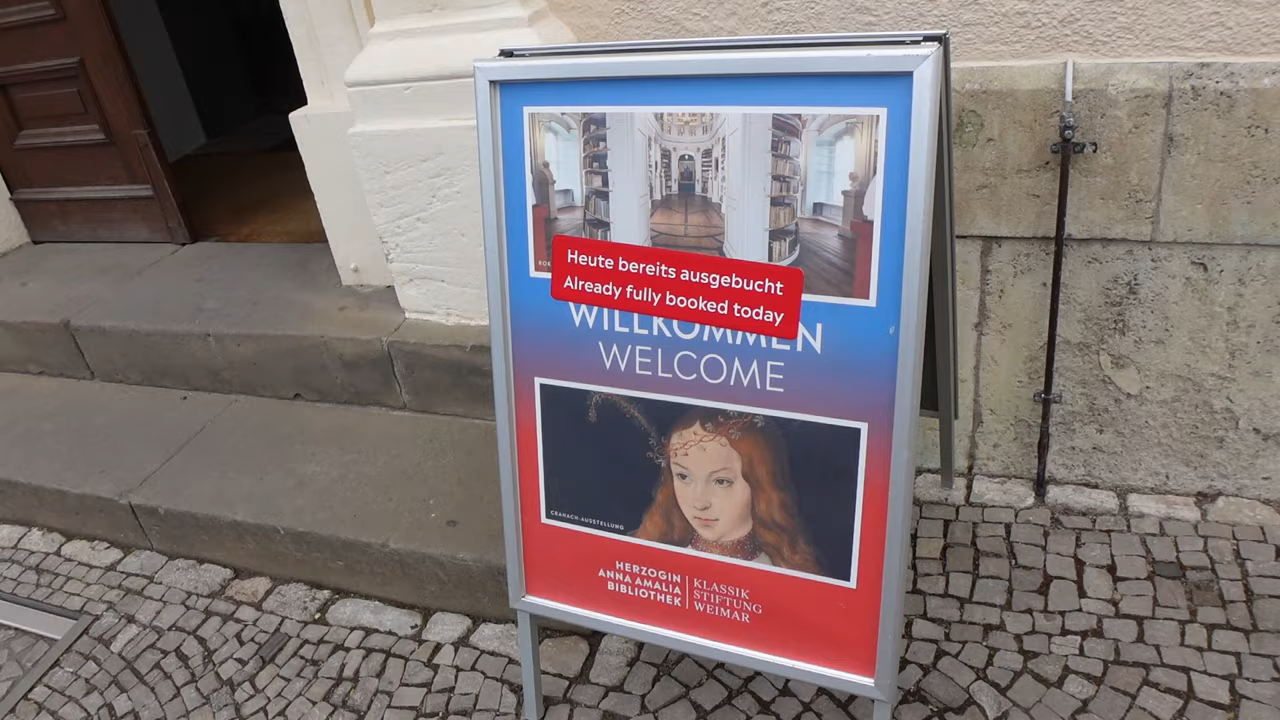 Heute bereits ausgebucht
Already fully booked today
WILLKOMMEN
WELCOME
CRANACH-AUSSTELLUNG
HERZOGIN
ANNA AMALIA
BIBLIOTHEK
KLASSIK
STIFTUNG
WEIMAR